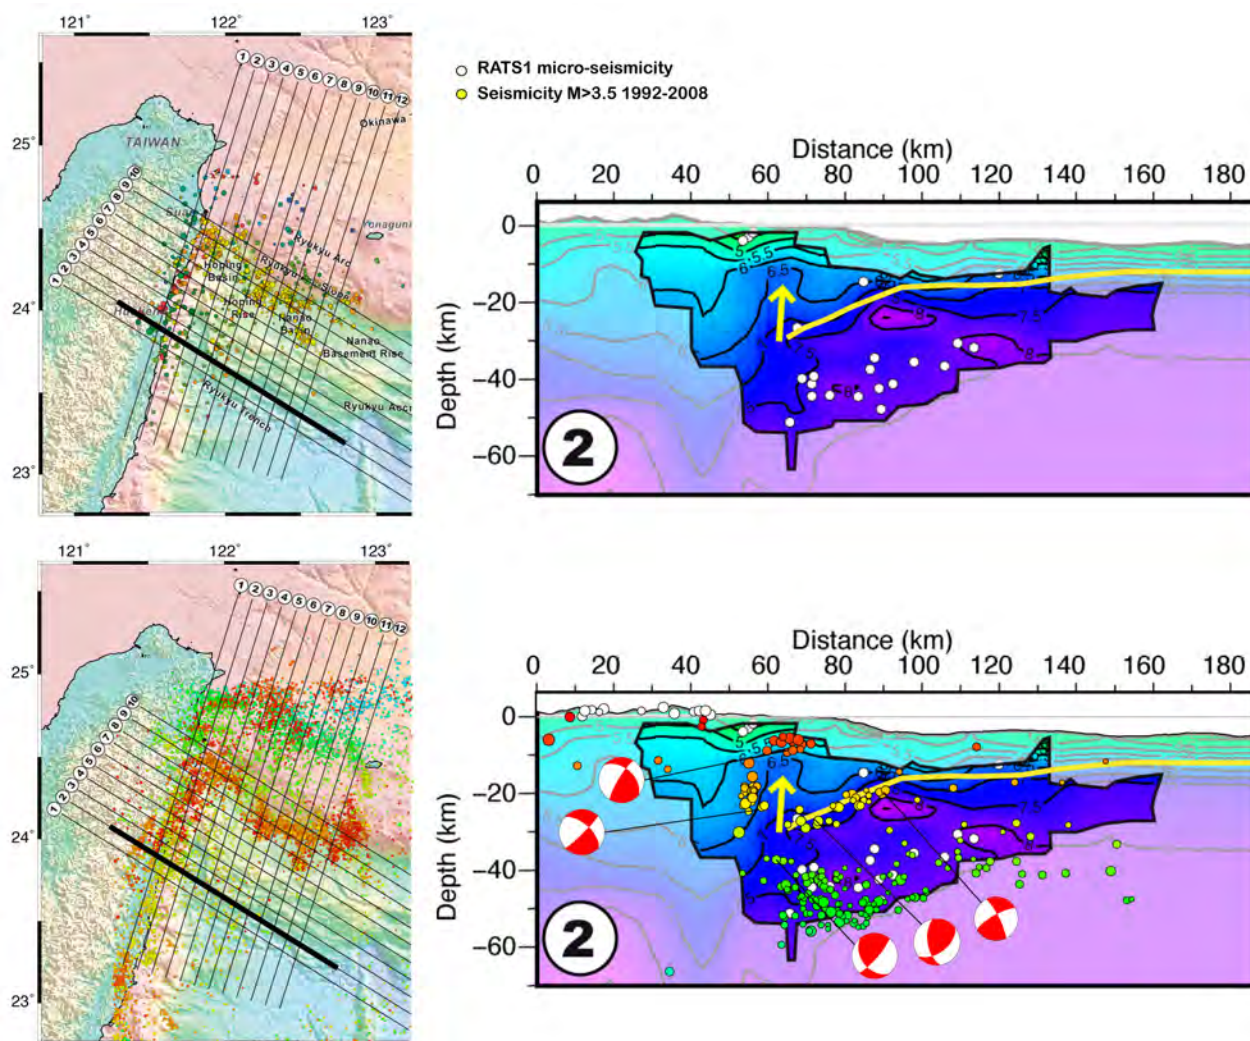 121° 122° 123°
RATS1 micro-seismicity
Seismicity M>3.5 1992-2008
1 2 3 4 5 6 7 8 9 10 11 12
Okinawa
25°
TAIWAN
1 2 3 4 5 6 7 8 9 10
Yonaguni
Ryukyu Arc
Hoping
Basin
Hoping
Rise
Nanao
Basin
24°
Nanao
Basement Rise
Ryukyu Trench
Ryukyu Accr
23°
Distance (km)
0 20 40 60 80 100 120 140 160 180
Depth (km)
0
−20
−40
−60
6.5
7.5
8
2
121° 122° 123°
1 2 3 4 5 6 7 8 9 10 11 12
25°
1 2 3 4 5 6 7 8 9 10
24°
23°
Distance (km)
0 20 40 60 80 100 120 140 160 180
Depth (km)
0
−20
−40
−60
6.5
7.5
8
2